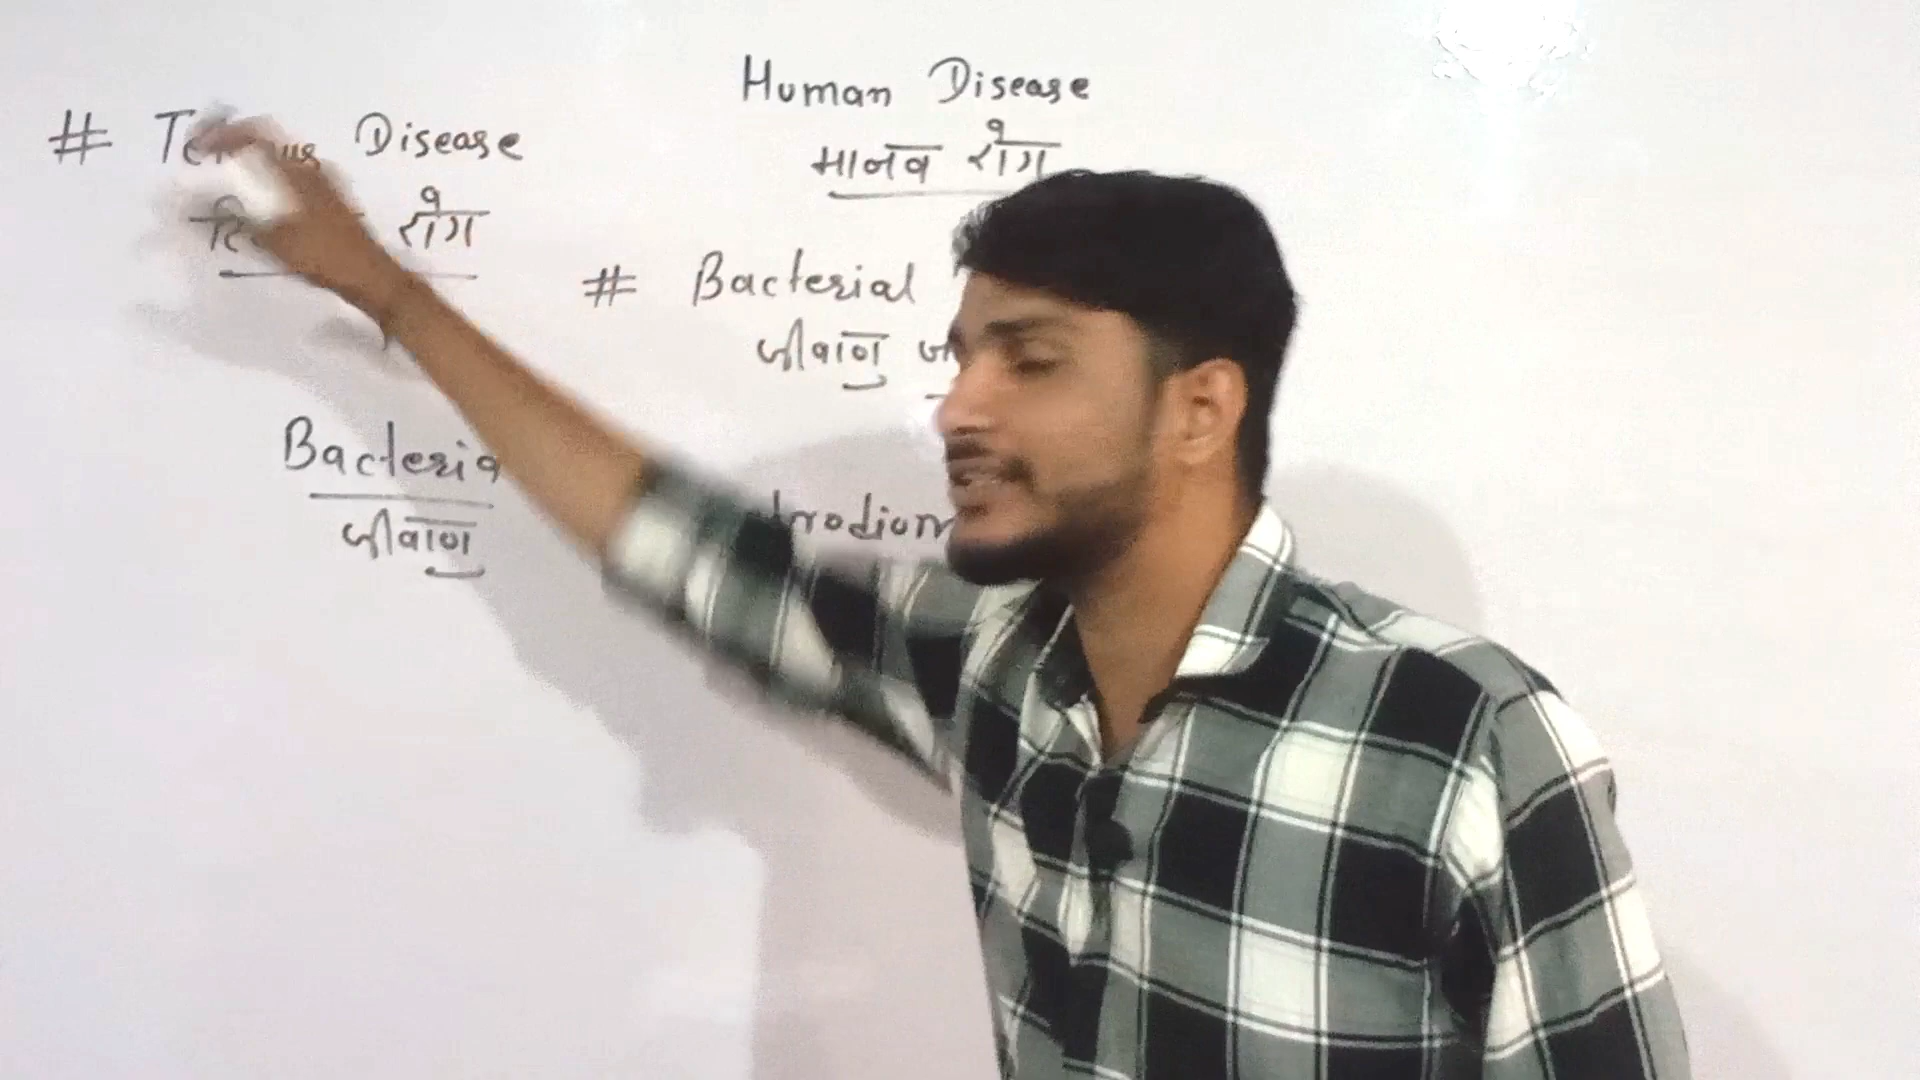 Human Disease
मानव रोग
# Disease
रोग
# Bacterial
जीवाणु
Bacteria
जीवाणु